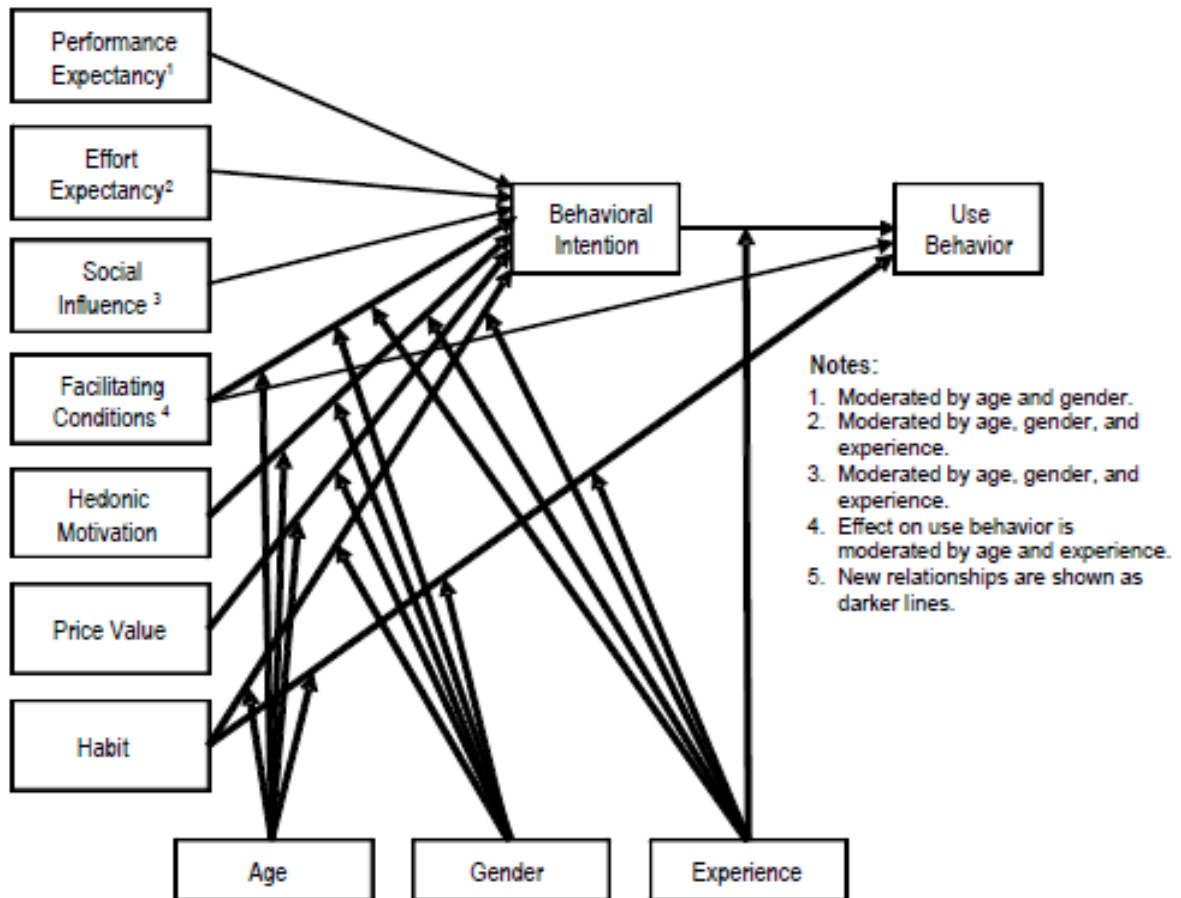 Performance
Expectancy¹
Effort
Expectancy²
Social
Influence ³
Facilitating
Conditions ⁴
Hedonic
Motivation
Price Value
Habit
Behavioral
Intention
Use
Behavior
Notes:
1. Moderated by age and gender.
2. Moderated by age, gender, and
experience.
3. Moderated by age, gender, and
experience.
4. Effect on use behavior is
moderated by age and experience.
5. New relationships are shown as
darker lines.
Age
Gender
Experience